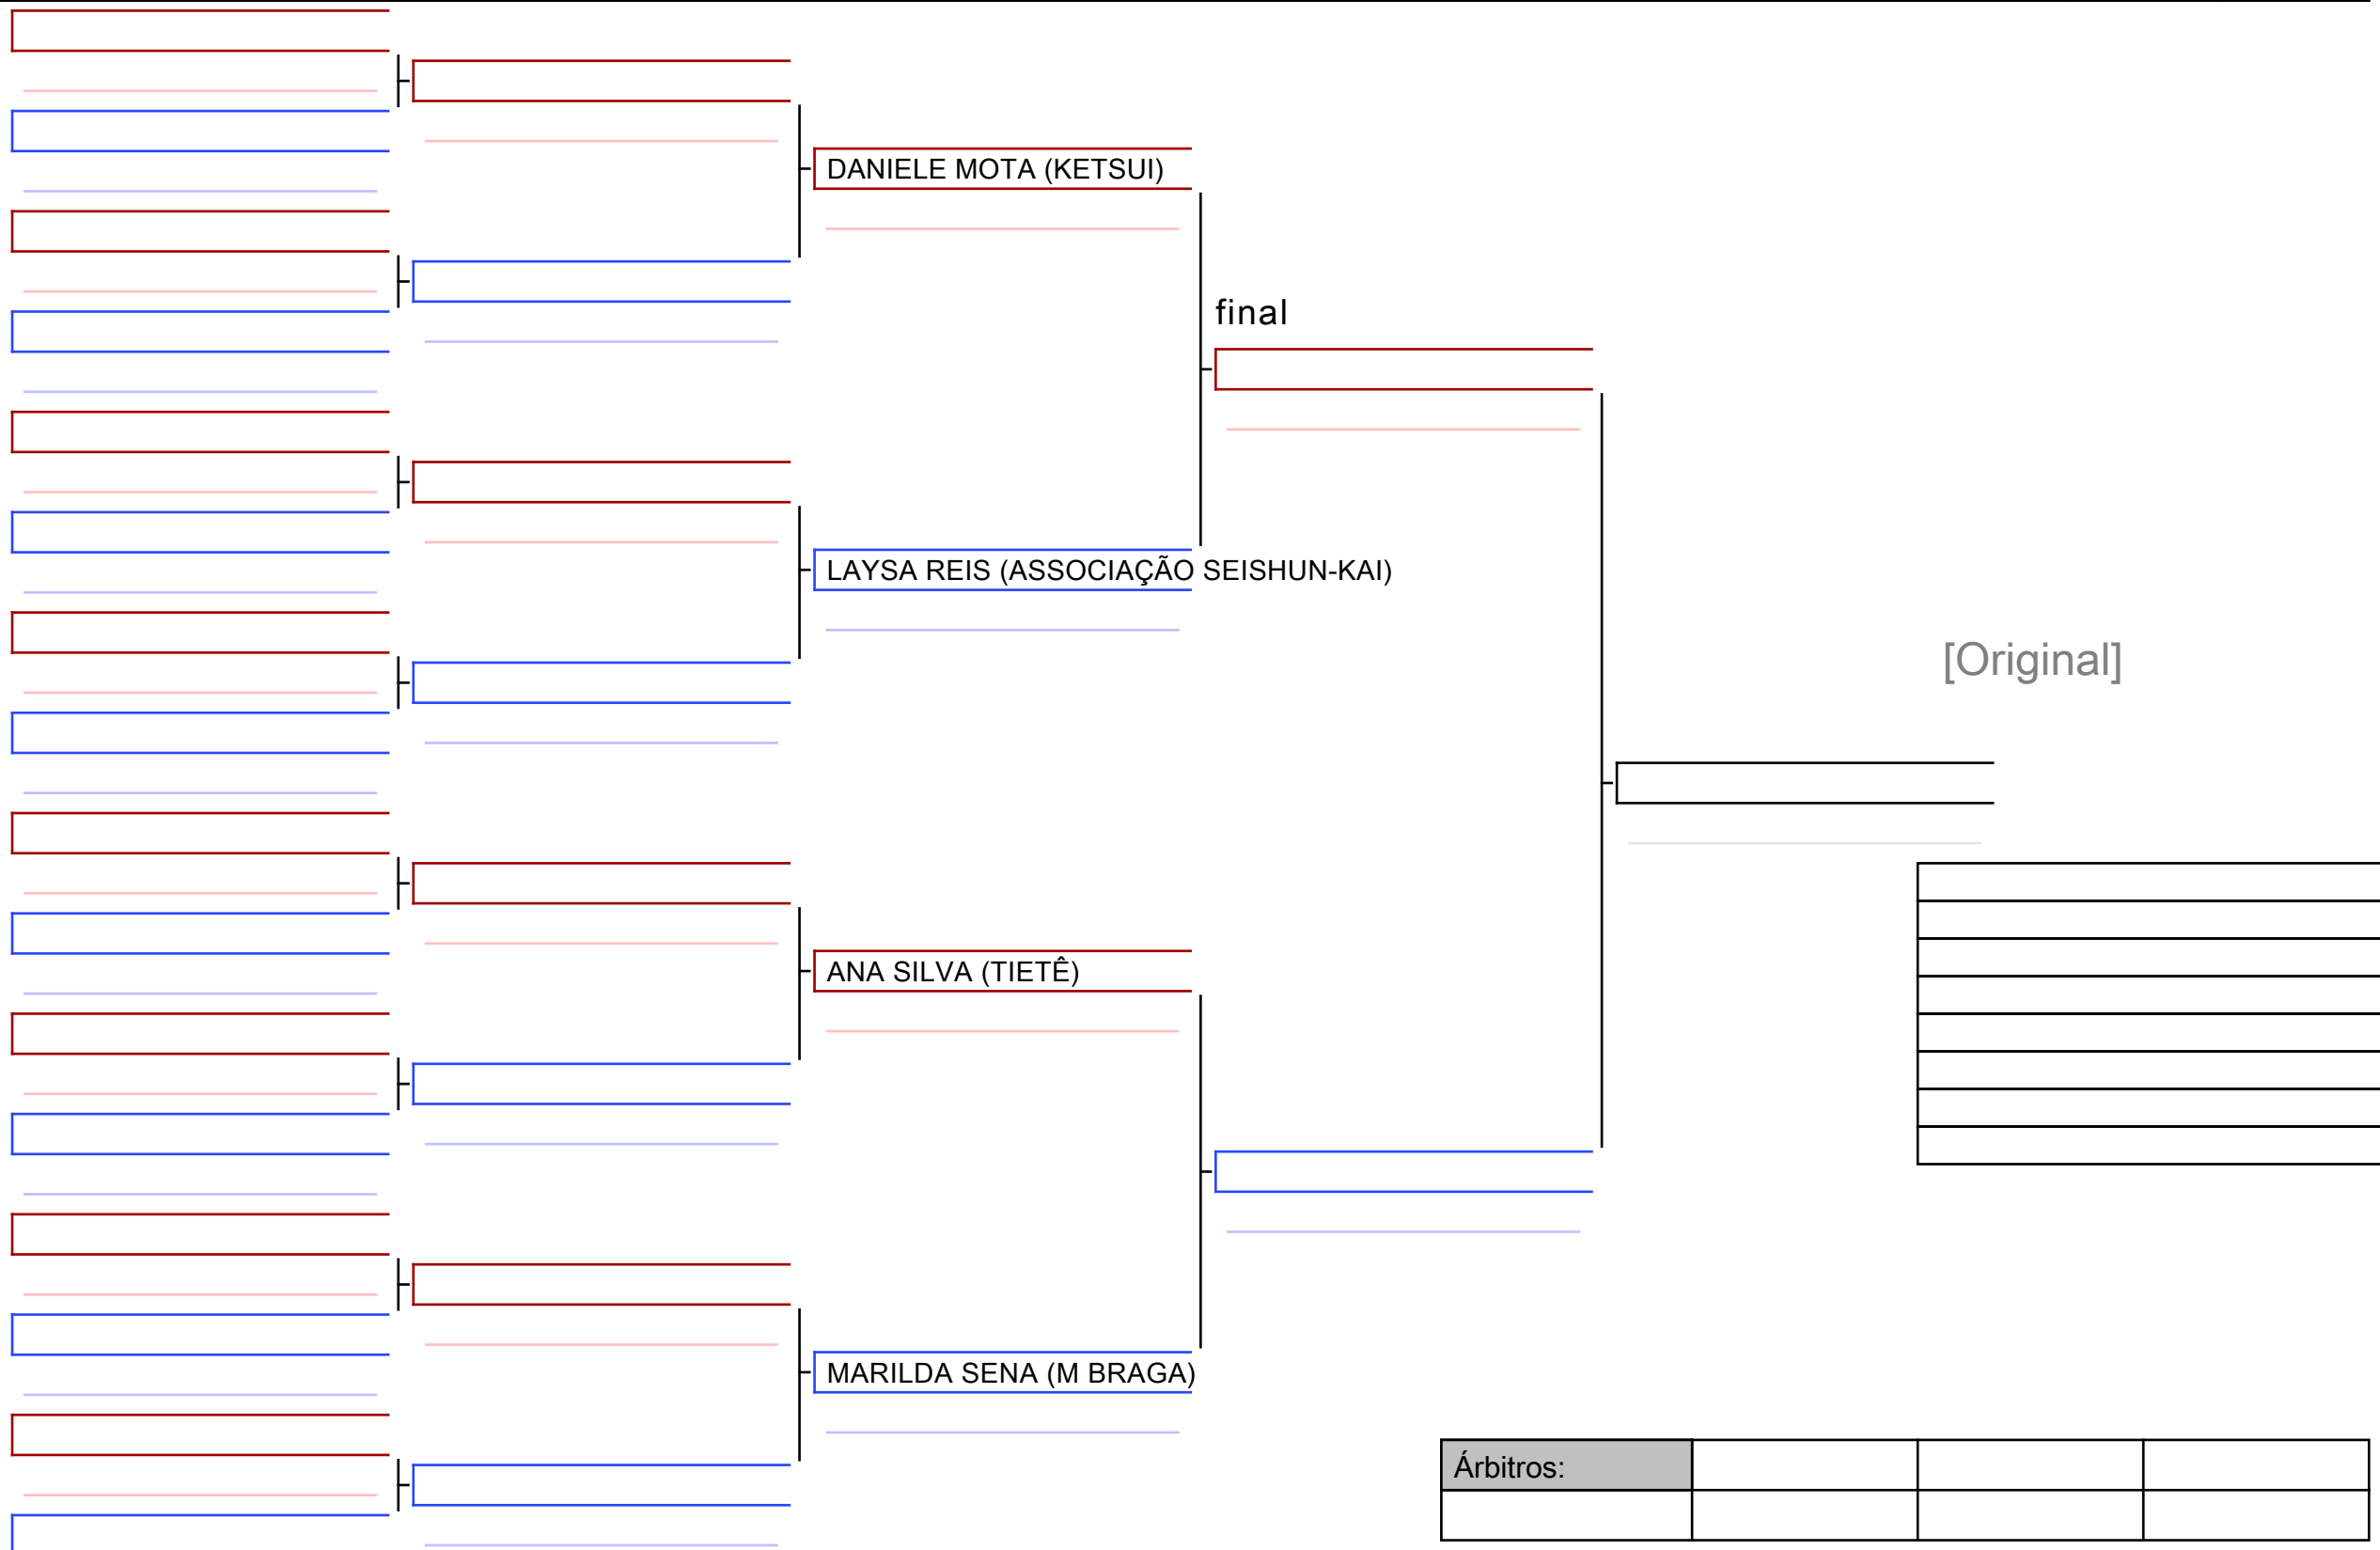 DANIELE MOTA (KETSUI)
final
LAYSA REIS (ASSOCIAÇÃO SEISHUN-KAI)
[Original]
ANA SILVA (TIETÊ)
MARILDA SENA (M BRAGA)
Árbitros: